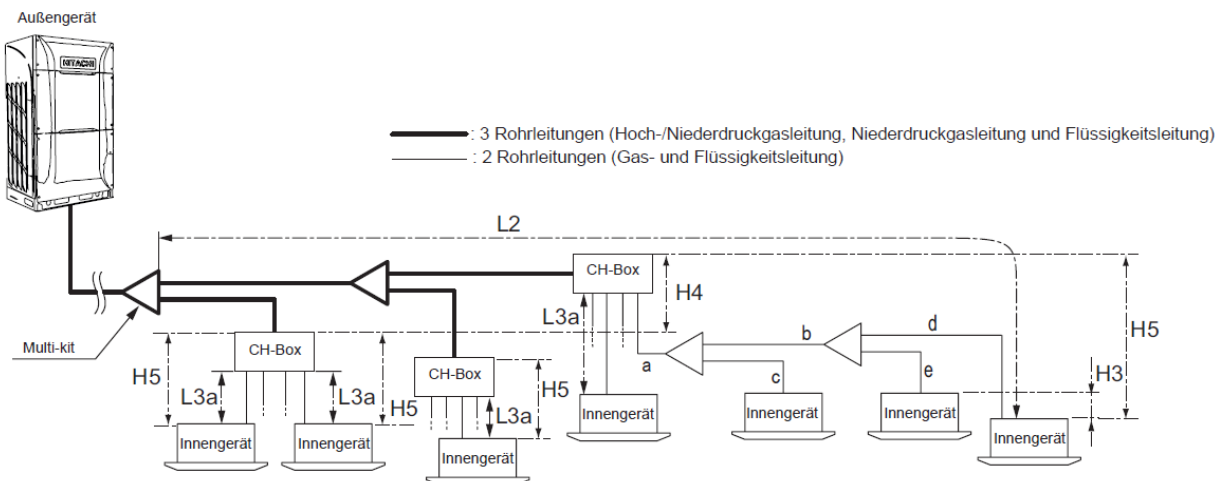 Außengerät
HITACHI
: 3 Rohrleitungen (Hoch-/Niederdruckgasleitung, Niederdruckgasleitung und Flüssigkeitsleitung)
: 2 Rohrleitungen (Gas- und Flüssigkeitsleitung)
L2
CH-Box
H4
L3a
H5
Multi-kit
CH-Box
b
d
a
H5
CH-Box
H5
H3
L3a
L3a
H5
L3a
c
e
Innengerät
Innengerät
Innengerät
Innengerät
Innengerät
Innengerät
Innengerät